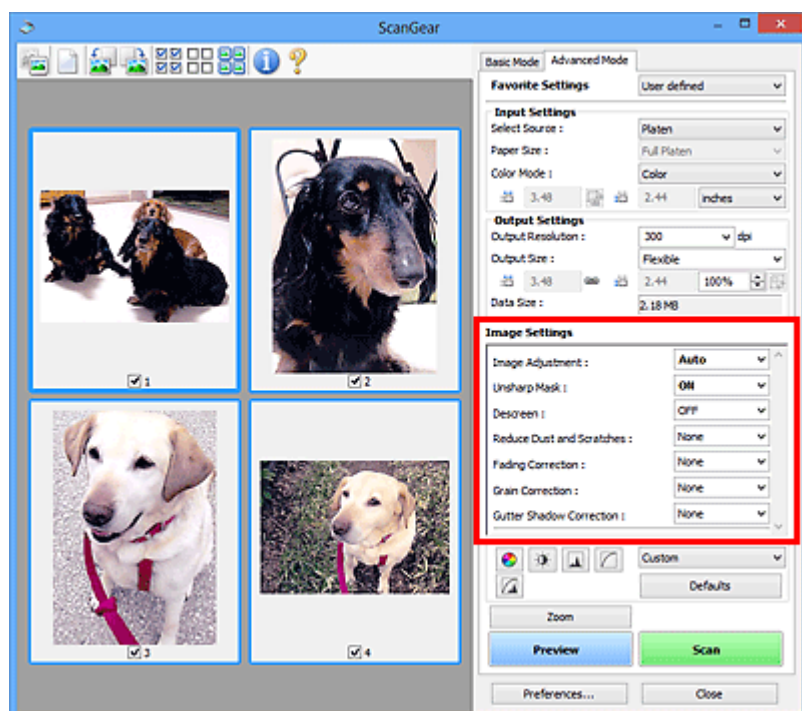 ScanGear
Basic Mode Advanced Mode
Favorite Settings User defined
Input Settings
Select Source : Platen
Paper Size : Full Platen
Color Mode : Color
3.48 2.44 inches
Output Settings
Output Resolution : 300 dpi
Output Size : Flexible
3.48 2.44 100%
Data Size : 2.18 MB
Image Settings
Image Adjustment : Auto
Unsharp Mask : ON
Descreen : OFF
Reduce Dust and Scratches : None
Fading Correction : None
Grain Correction : None
Gutter Shadow Correction : None
Custom
Defaults
Zoom
Preview Scan
Preferences... Close
1
2
3
4